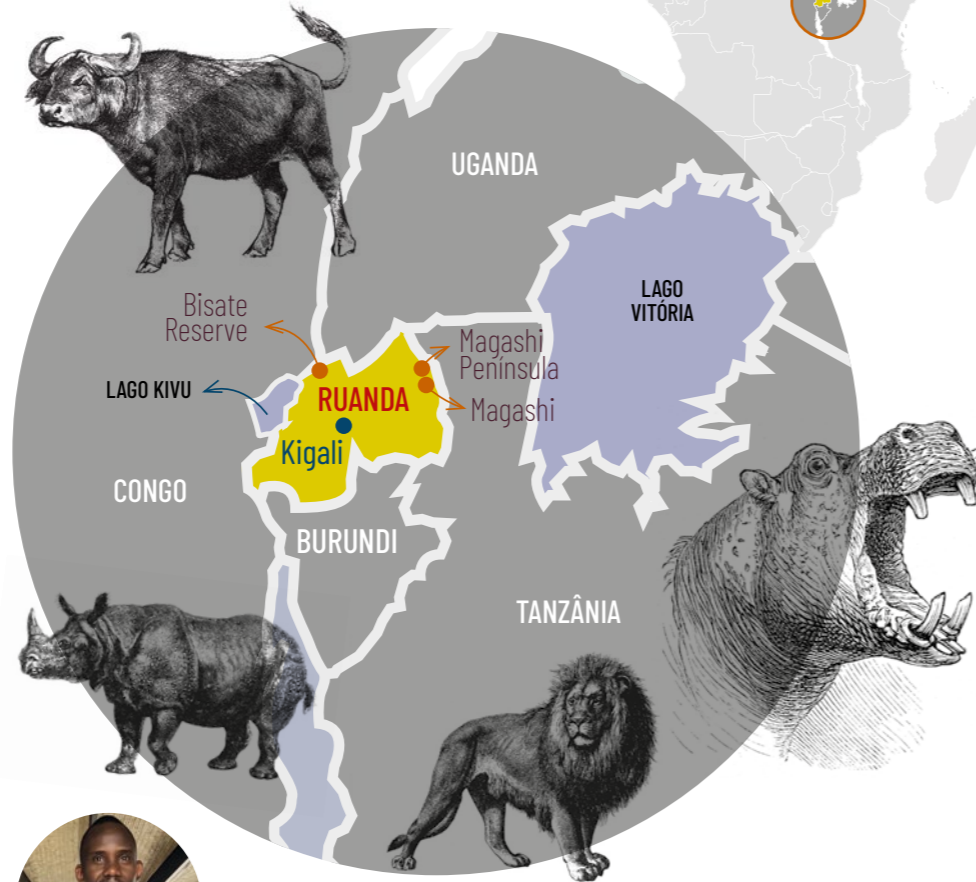 UGANDA
LAGO
VITÓRIA
Bisate
Reserve
Magashi
Península
LAGO KIVU
RUANDA
Magashi
Kigali
CONGO
BURUNDI
TANZÂNIA